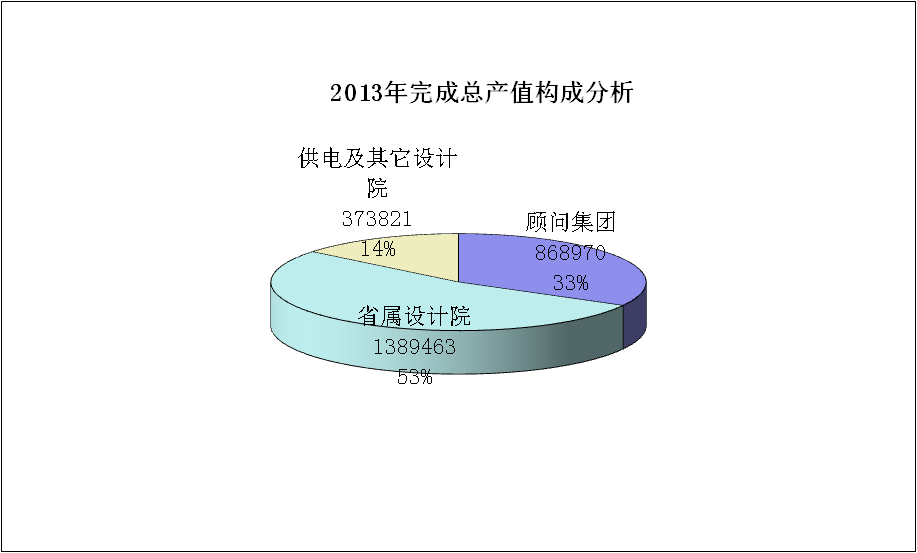 2013年完成总产值构成分析
供电及其它设计
院
373821
14%
顾问集团
868970
33%
省属设计院
1389463
53%